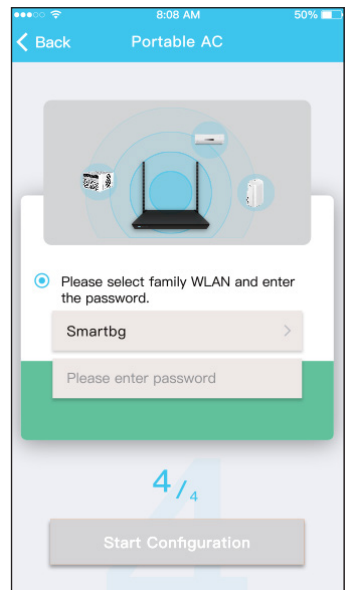 8:08 AM 50%
Back Portable AC
Please select family WLAN and enter
the password.
Smartbg
Please enter password
4/4
4
Start Configuration